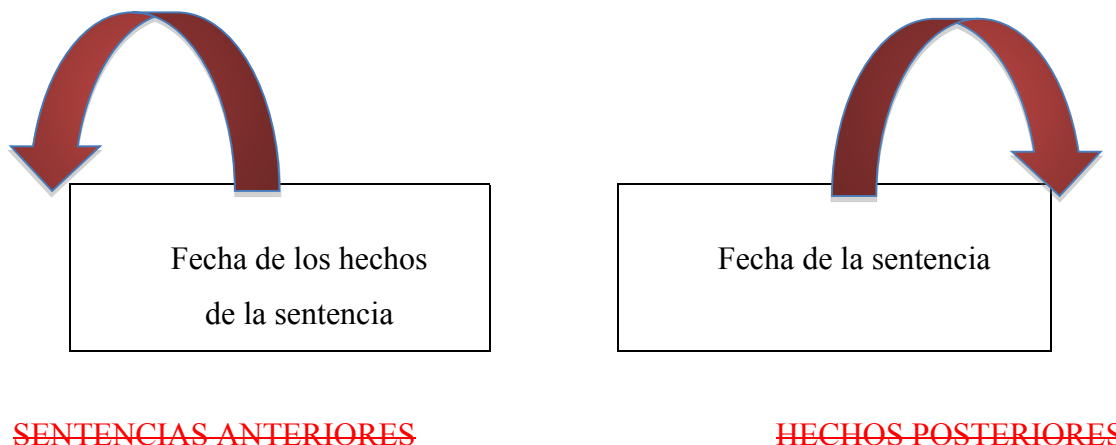 Fecha de los hechos
de la sentencia
Fecha de la sentencia
SENTENCIAS ANTERIORES
HECHOS POSTERIORES